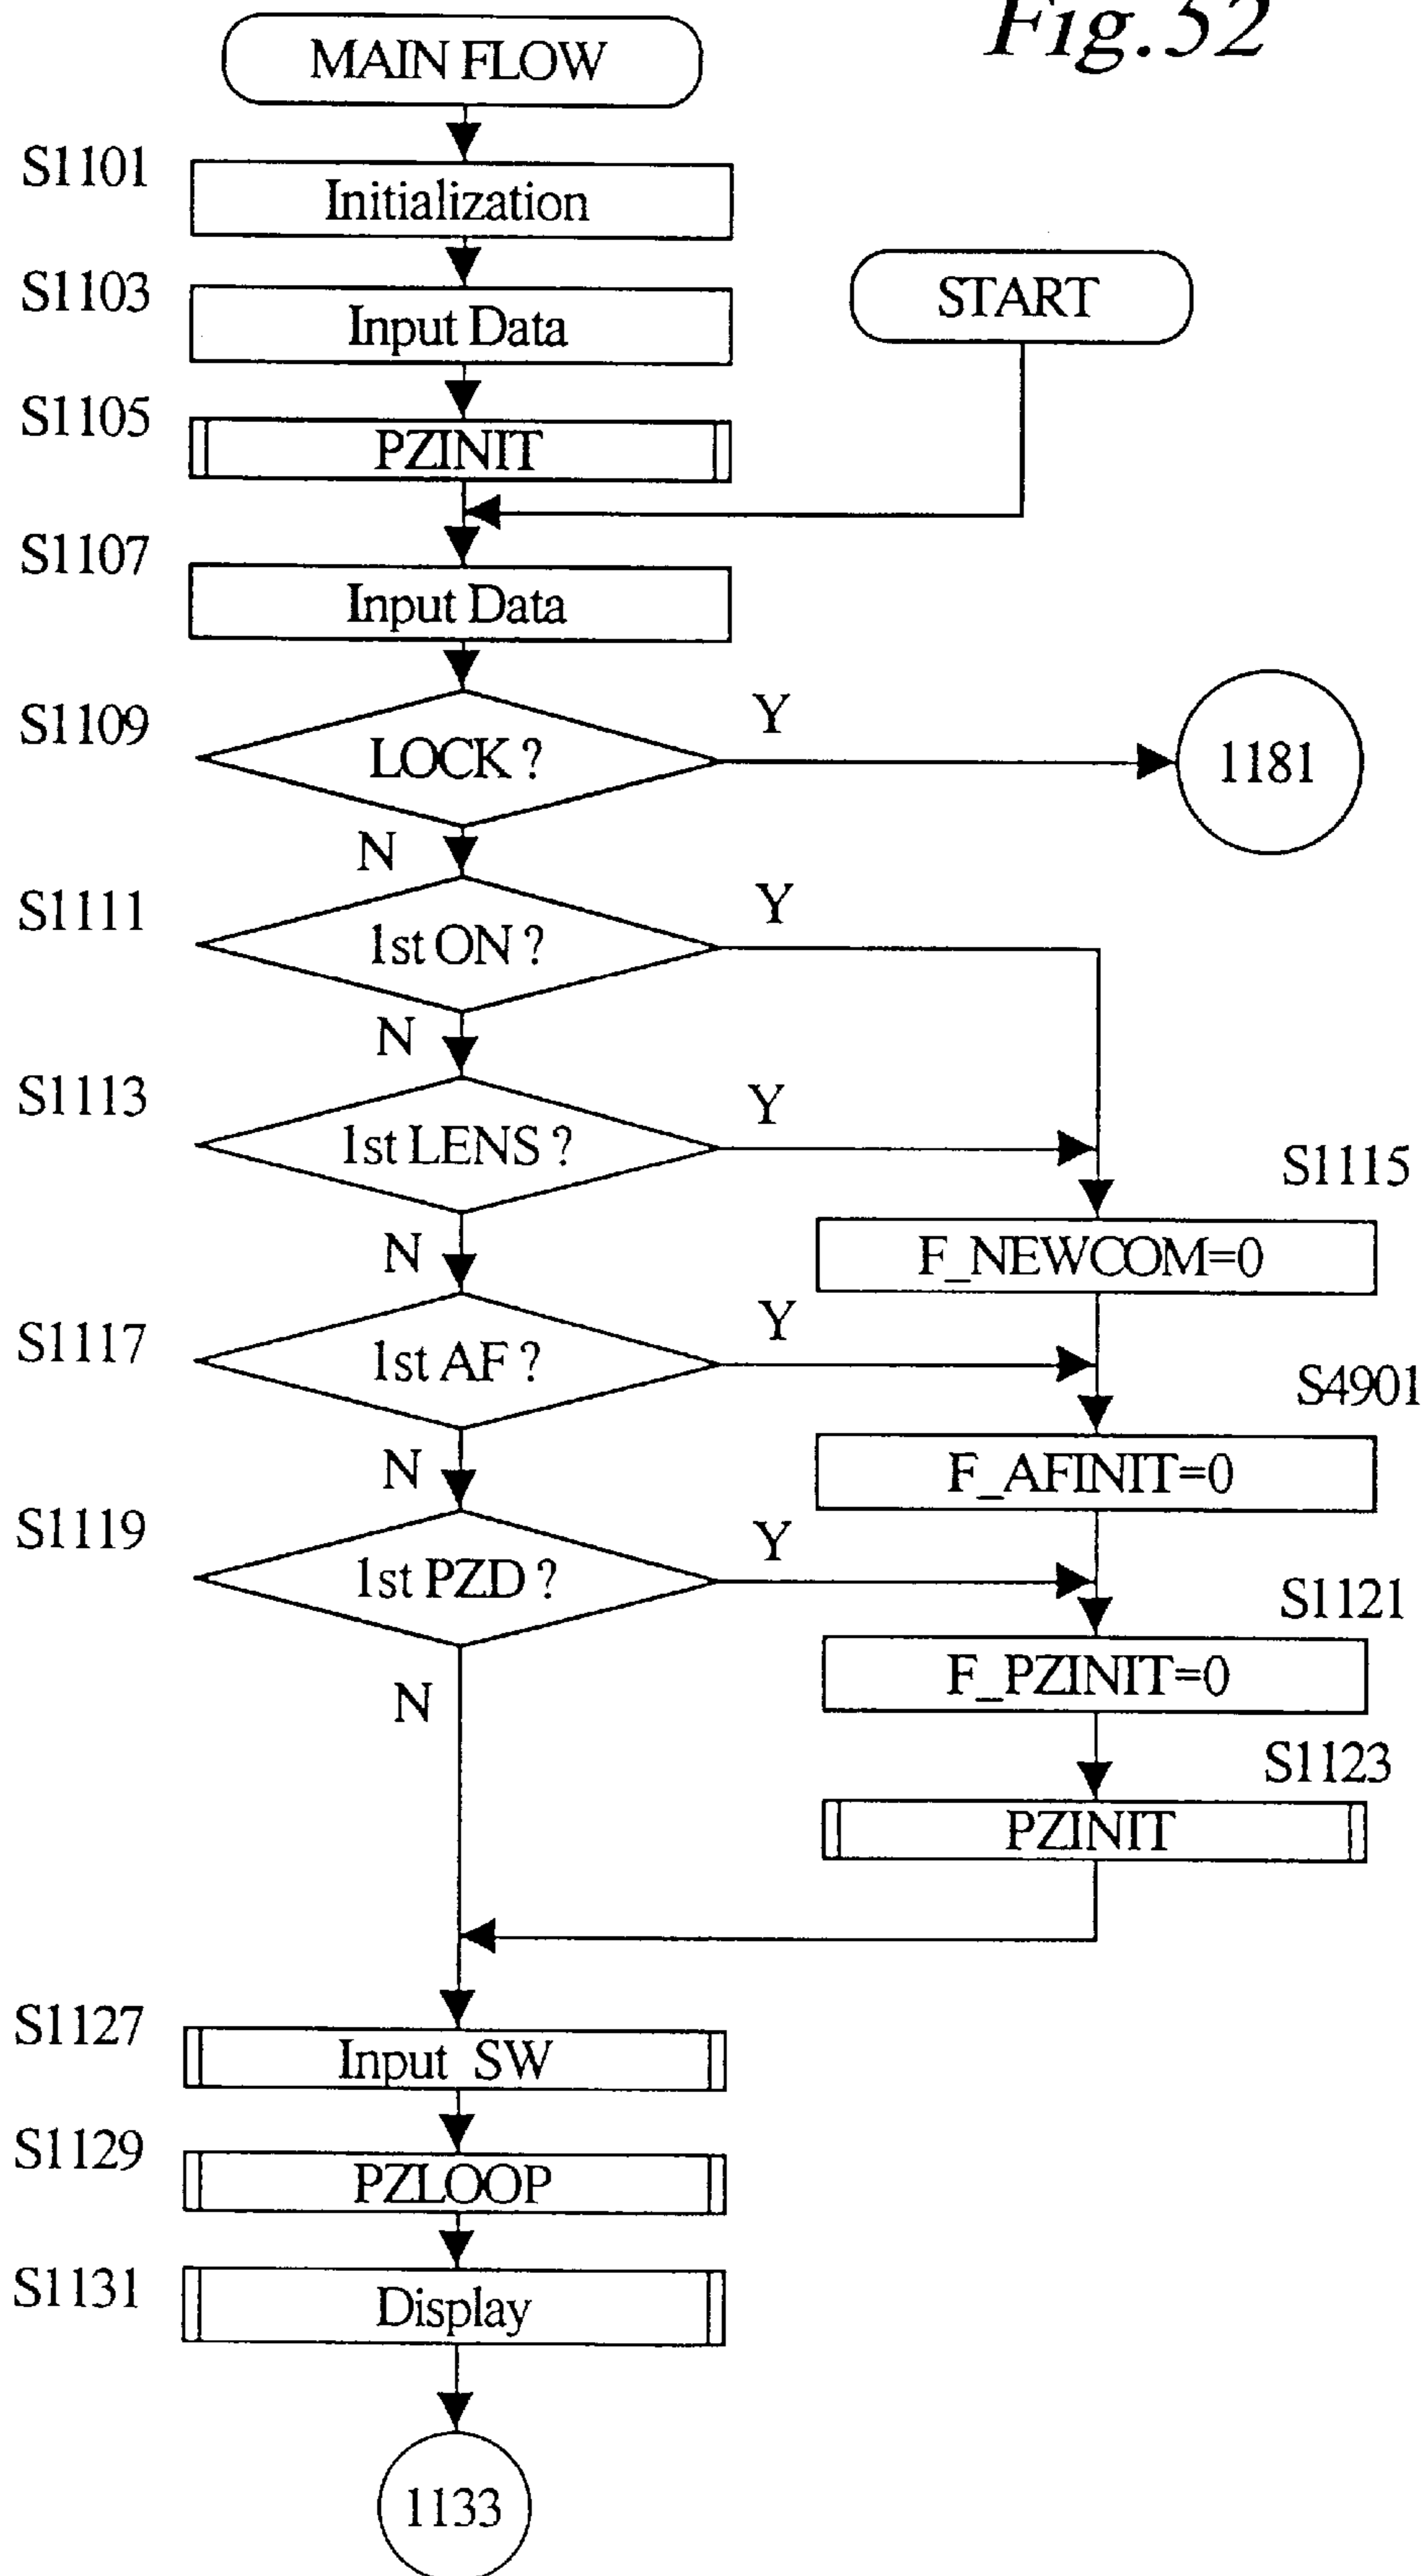 Fig.52
MAIN FLOW
S1101
Initialization
S1103
Input Data
START
S1105
PZINIT
S1107
Input Data
S1109
LOCK ?
Y
1181
N
S1111
1st ON ?
Y
N
S1113
1st LENS ?
Y
S1115
F_NEWCOM=0
N
S1117
1st AF ?
Y
S4901
F_AFINIT=0
N
S1119
1st PZD ?
Y
S1121
F_PZINIT=0
N
S1123
PZINIT
S1127
Input SW
S1129
PZLOOP
S1131
Display
1133